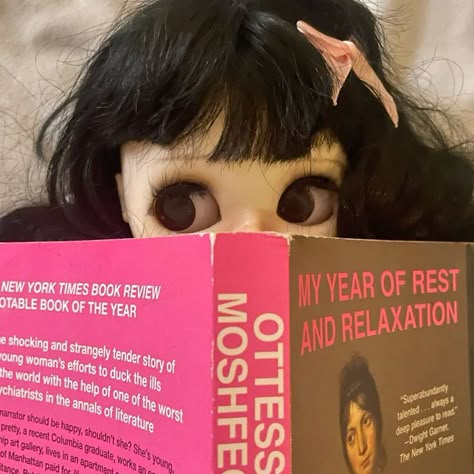 NEW YORK TIMES BOOK REVIEW
OTABLE BOOK OF THE YEAR
e shocking and strangely tender story of
young woman's efforts to duck the ills
the world with the help of one of the worst
ychiatrists in the annals of literature
narrator should be happy, shouldn't she? She's young,
pretty, a recent Columbia graduate, works an
ip art gallery, lives in an apartment
of Manhattan paid for
OTTESS
MOSHFEG
MY YEAR OF REST
AND RELAXATION
"Superabundantly
talented . . . always a
deep pleasure to read."
—Dwight Garner,
The New York Times